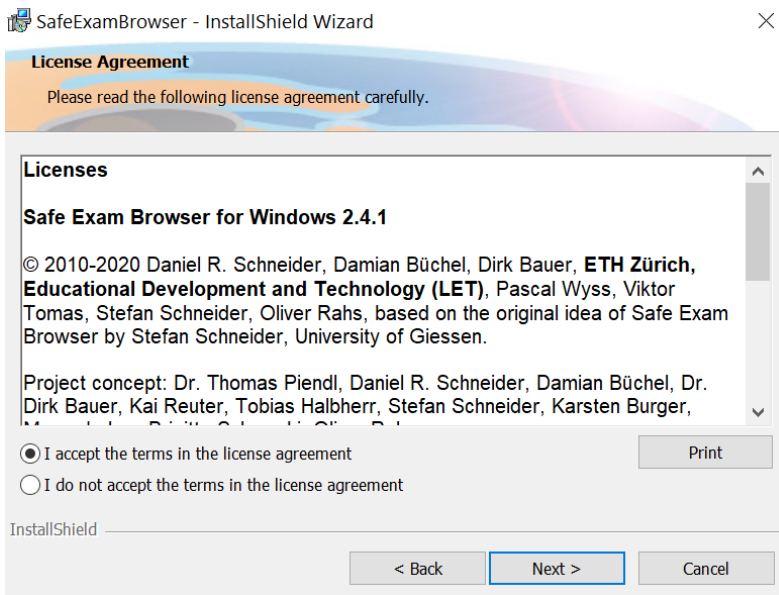 SafeExamBrowser - InstallShield Wizard
License Agreement
Please read the following license agreement carefully.
Licenses
Safe Exam Browser for Windows 2.4.1
© 2010-2020 Daniel R. Schneider, Damian Büchel, Dirk Bauer, ETH Zürich,
Educational Development and Technology (LET), Pascal Wyss, Viktor
Tomas, Stefan Schneider, Oliver Rahs, based on the original idea of Safe Exam
Browser by Stefan Schneider, University of Giessen.
Project concept: Dr. Thomas Piendl, Daniel R. Schneider, Damian Büchel, Dr.
Dirk Bauer, Kai Reuter, Tobias Halbherr, Stefan Schneider, Karsten Burger,
I accept the terms in the license agreement
Print
I do not accept the terms in the license agreement
InstallShield
< Back
Next >
Cancel